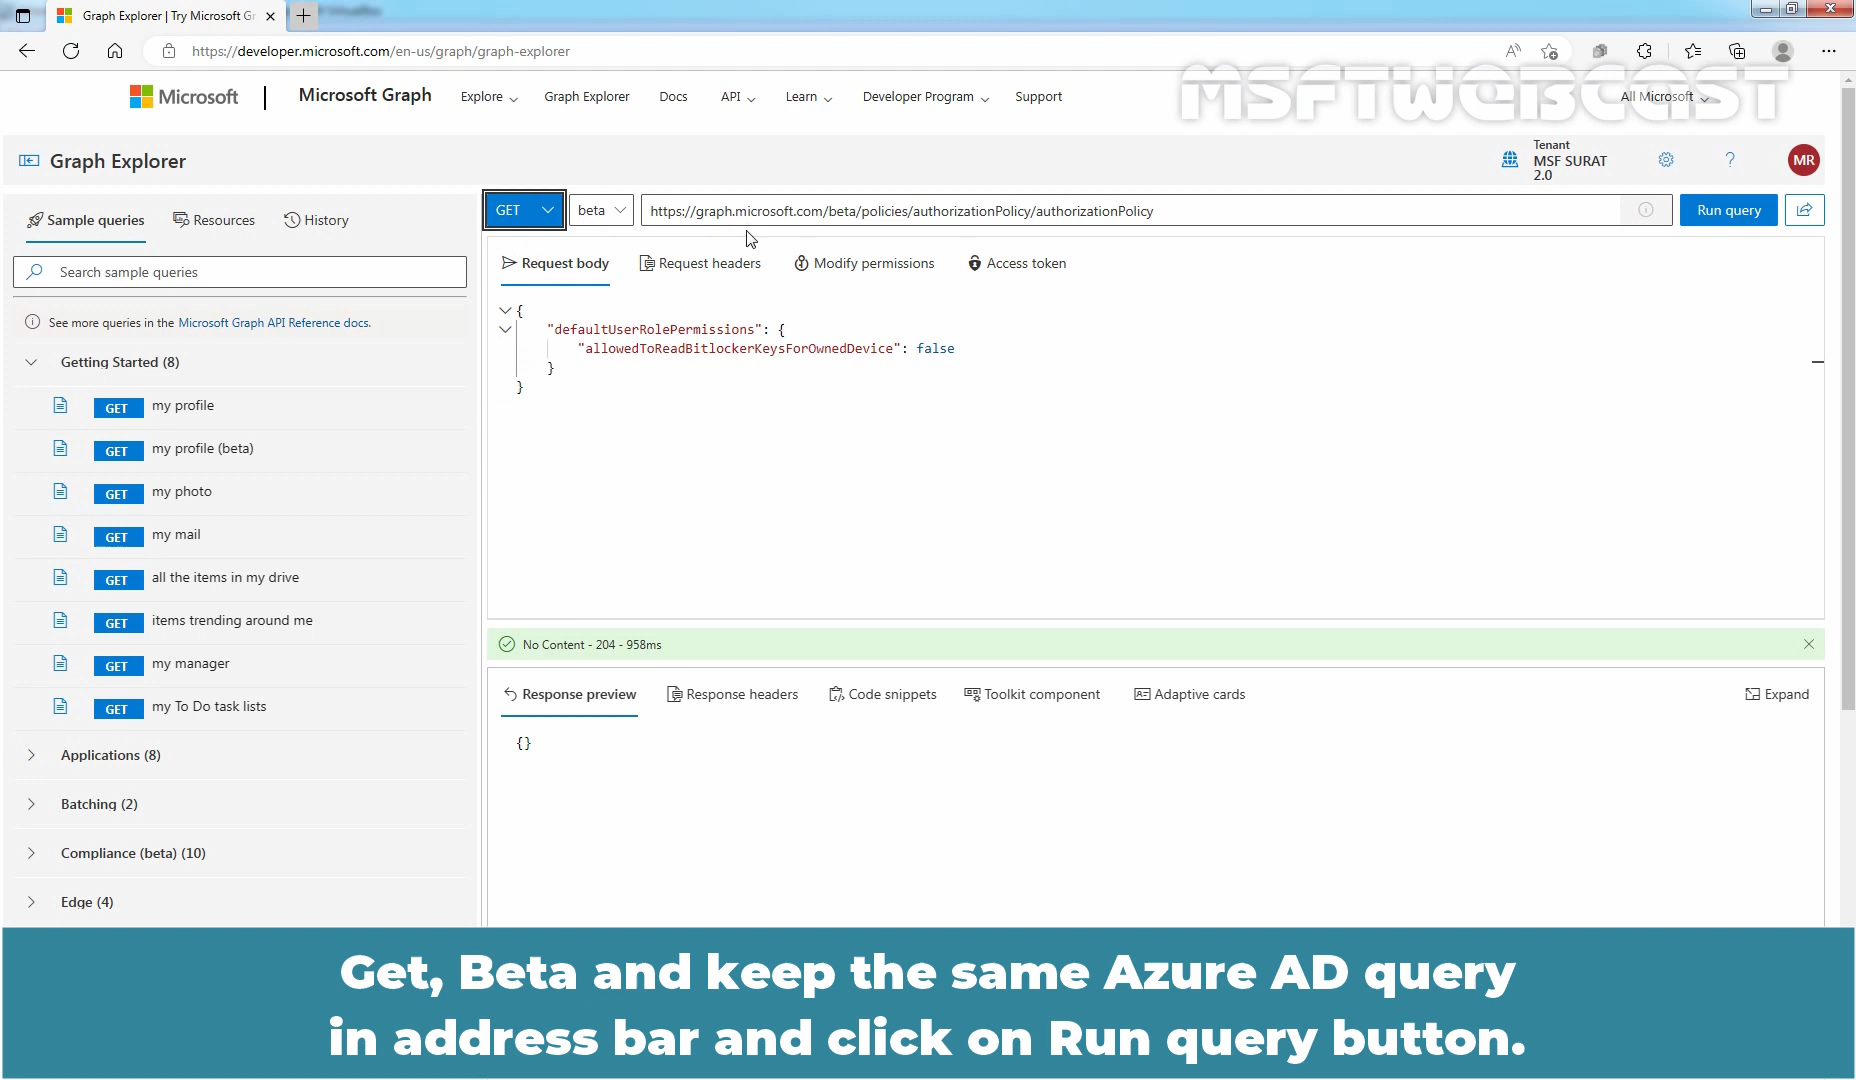 Graph Explorer | Try Microsoft Gr
https://developer.microsoft.com/en-us/graph/graph-explorer
MSFTWEBCAST
Microsoft
Microsoft Graph
Explore
Graph Explorer
Docs
API
Learn
Developer Program
Support
All Microsoft
Graph Explorer
Tenant
MSF SURAT
2.0
?
MR
Sample queries
Resources
History
GET
beta
https://graph.microsoft.com/beta/policies/authorizationPolicy/authorizationPolicy
Run query
Search sample queries
Request body
Request headers
Modify permissions
Access token
See more queries in the Microsoft Graph API Reference docs.
{
"defaultUserRolePermissions": {
"allowedToReadBitlockerKeysForOwnedDevice": false
}
}
Getting Started (8)
GET my profile
GET my profile (beta)
GET my photo
GET my mail
GET all the items in my drive
GET items trending around me
GET my manager
GET my To Do task lists
Applications (8)
Batching (2)
Compliance (beta) (10)
Edge (4)
No Content - 204 - 958ms
Response preview
Response headers
Code snippets
Toolkit component
Adaptive cards
Expand
{}
Get, Beta and keep the same Azure AD query
in address bar and click on Run query button.